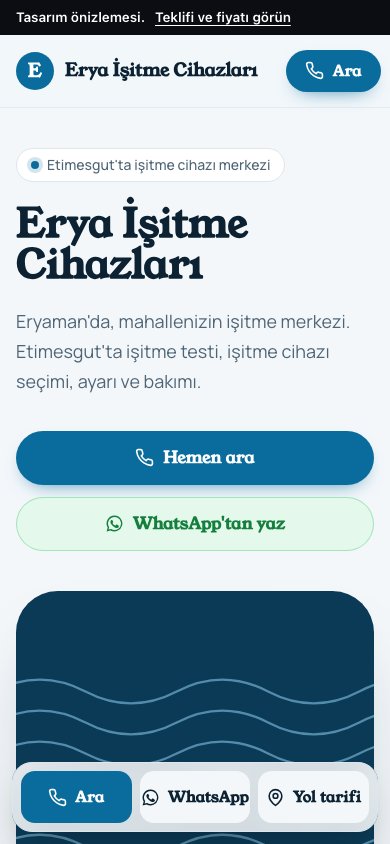 Tasarım önizlemesi. Teklifi ve fiyatı görün
E Erya İşitme Cihazları Ara
Etimesgut'ta işitme cihazı merkezi
Erya İşitme
Cihazları
Eryaman'da, mahallenizin işitme merkezi.
Etimesgut'ta işitme testi, işitme cihazı
seçimi, ayarı ve bakımı.
Hemen ara
WhatsApp'tan yaz
Ara WhatsApp Yol tarifi